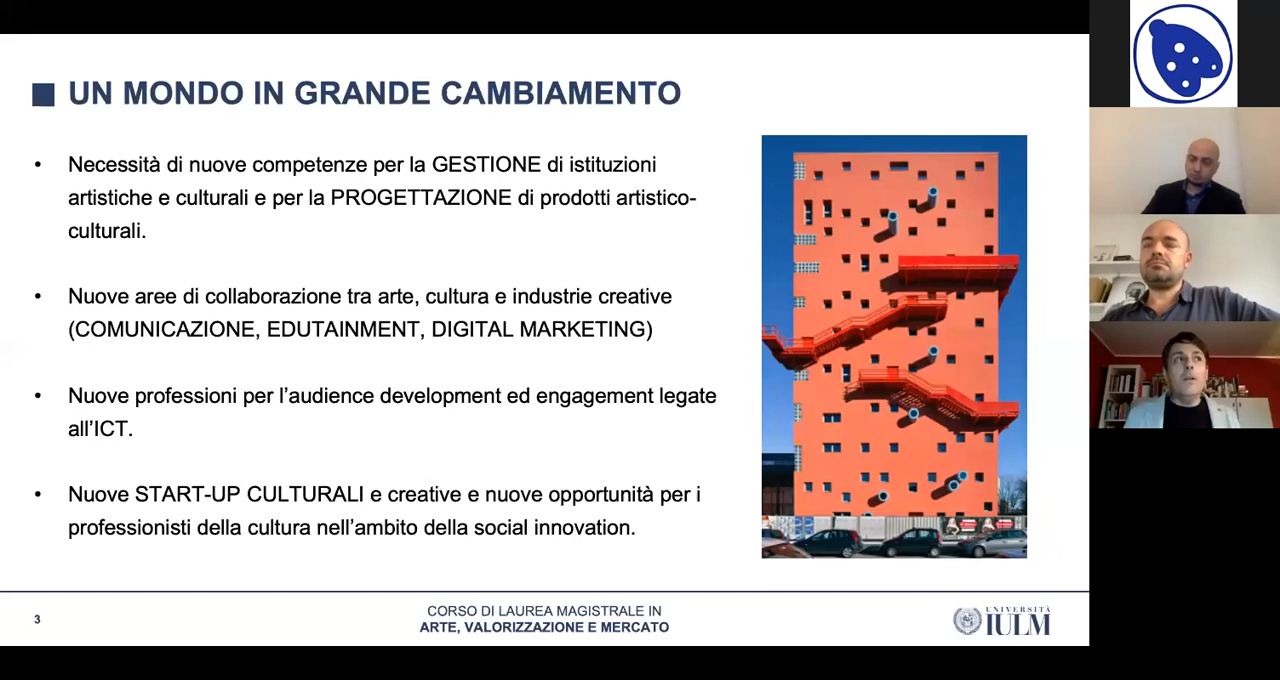 UN MONDO IN GRANDE CAMBIAMENTO
• Necessità di nuove competenze per la GESTIONE di istituzioni
artistiche e culturali e per la PROGETTAZIONE di prodotti artistico-
culturali.
• Nuove aree di collaborazione tra arte, cultura e industrie creative
(COMUNICAZIONE, EDUTAINMENT, DIGITAL MARKETING)
• Nuove professioni per l’audience development ed engagement legate
all’ICT.
• Nuove START-UP CULTURALI e creative e nuove opportunità per i
professionisti della cultura nell’ambito della social innovation.
3
CORSO DI LAUREA MAGISTRALE IN
ARTE, VALORIZZAZIONE E MERCATO
UNIVERSITÀ
IULM